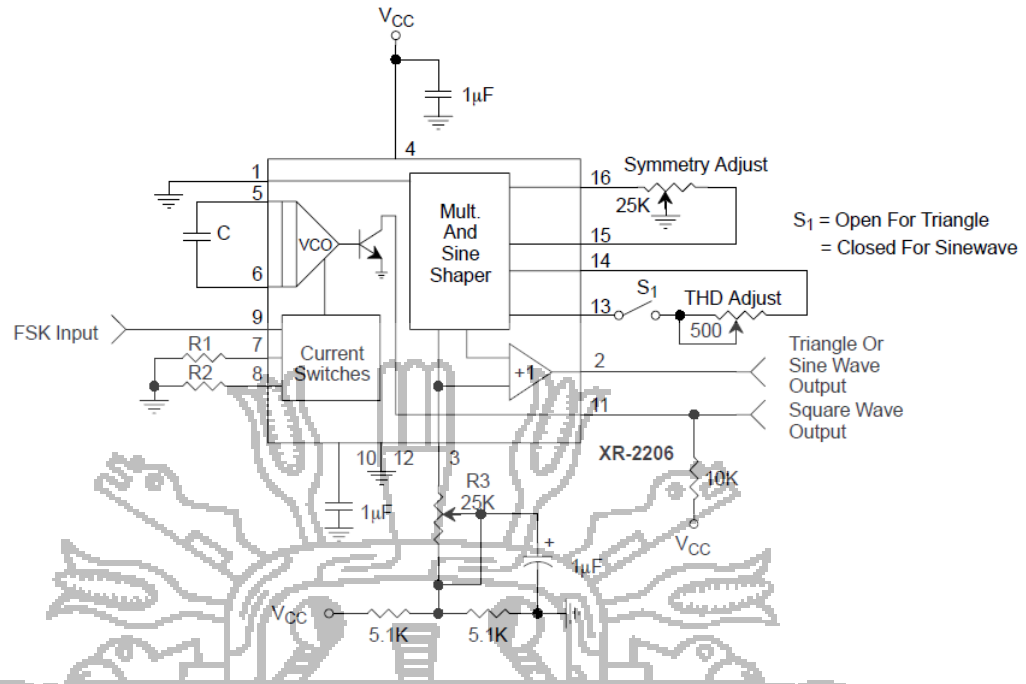 VCC
1µF
4
1
16
Symmetry Adjust
25K
5
Mult.
And
Sine
Shaper
S1 = Open For Triangle
= Closed For Sinewave
C
VCO
15
6
14
S1
THD Adjust
13
500
9
FSK Input
R1
7
Current
Switches
R2
8
+1
2
Triangle Or
Sine Wave
Output
11
Square Wave
Output
XR-2206
10
12
3
R3
25K
10K
1µF
VCC
+
1µF
VCC
5.1K
5.1K